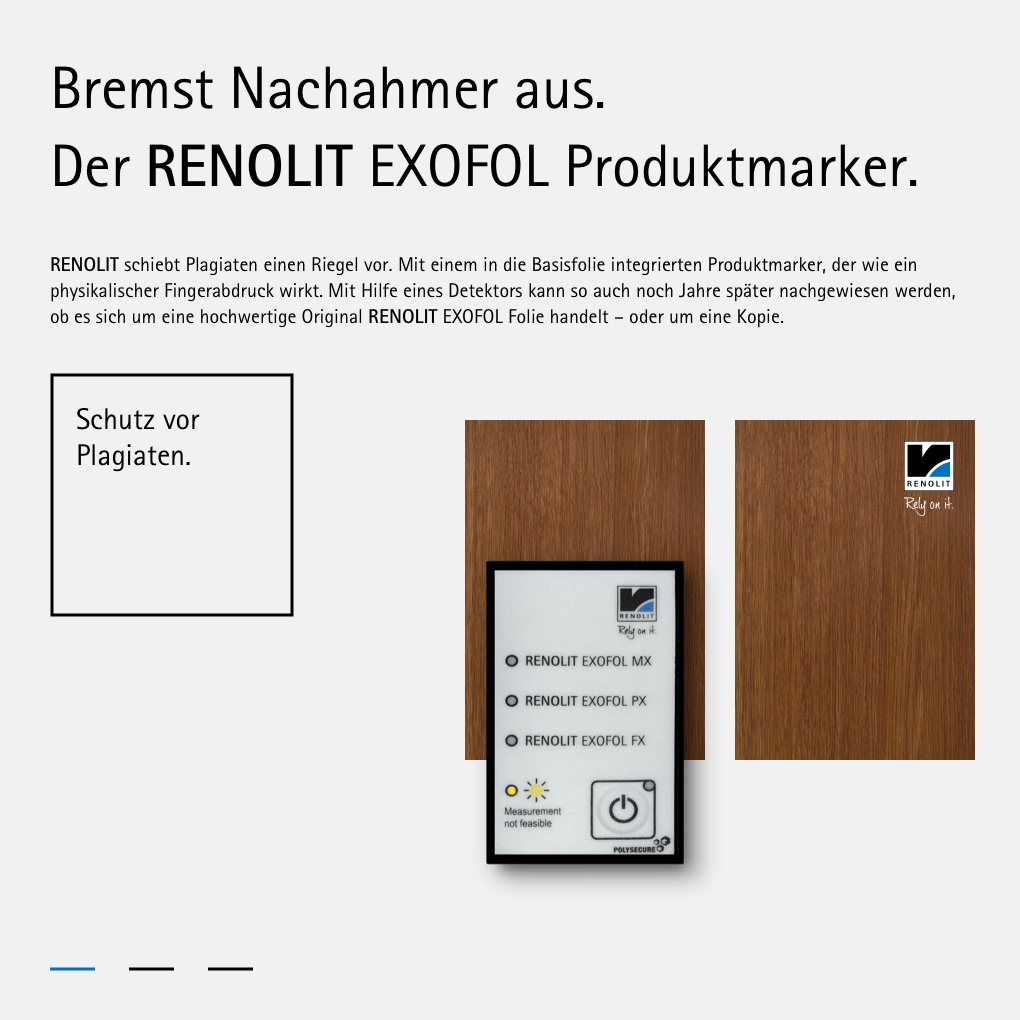 Bremst Nachahmer aus.
Der RENOLIT EXOFOL Produktmarker.
RENOLIT schiebt Plagiaten einen Riegel vor. Mit einem in die Basisfolie integrierten Produktmarker, der wie ein
physikalischer Fingerabdruck wirkt. Mit Hilfe eines Detektors kann so auch noch Jahre später nachgewiesen werden,
ob es sich um eine hochwertige Original RENOLIT EXOFOL Folie handelt – oder um eine Kopie.
Schutz vor
Plagiaten.
RENOLIT
Rely on it.
RENOLIT
Rely on it.
RENOLIT EXOFOL MX
RENOLIT EXOFOL PX
RENOLIT EXOFOL FX
Measurement
not feasible
POLYSECURE